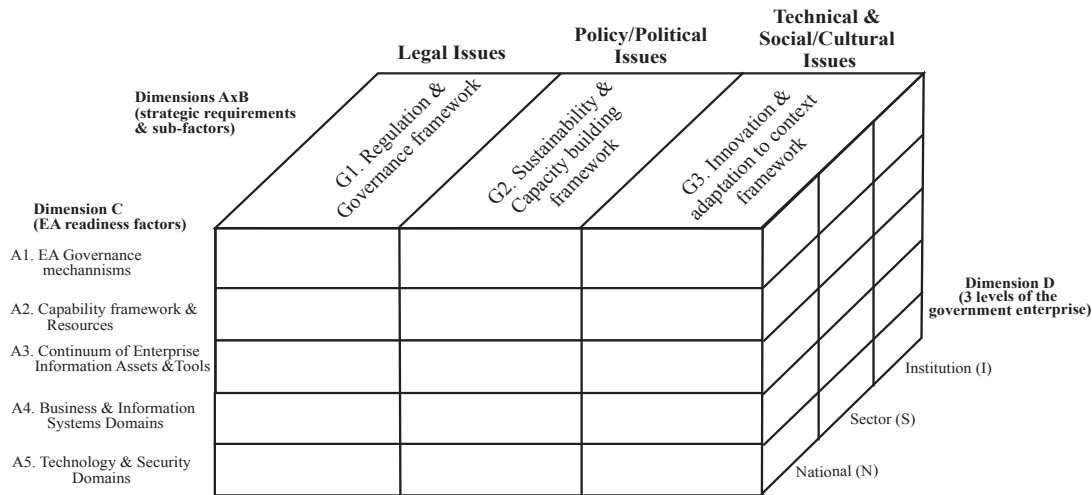 Legal Issues
Policy/Political
Issues
Technical &
Social/Cultural
Issues
Dimensions AxB
(strategic requirements
& sub-factors)
G1. Regulation &
Governance framework
G2. Sustainability &
Capacity building
framework
G3. Innovation &
adaptation to context
framework
Dimension C
(EA readiness factors)
A1. EA Governance
mechannisms
A2. Capability framework &
Resources
A3. Continuum of Enterprise
Information Assets &Tools
A4. Business & Information
Systems Domains
A5. Technology & Security
Domains
Dimension D
(3 levels of the
government enterprise)
Institution (I)
Sector (S)
National (N)